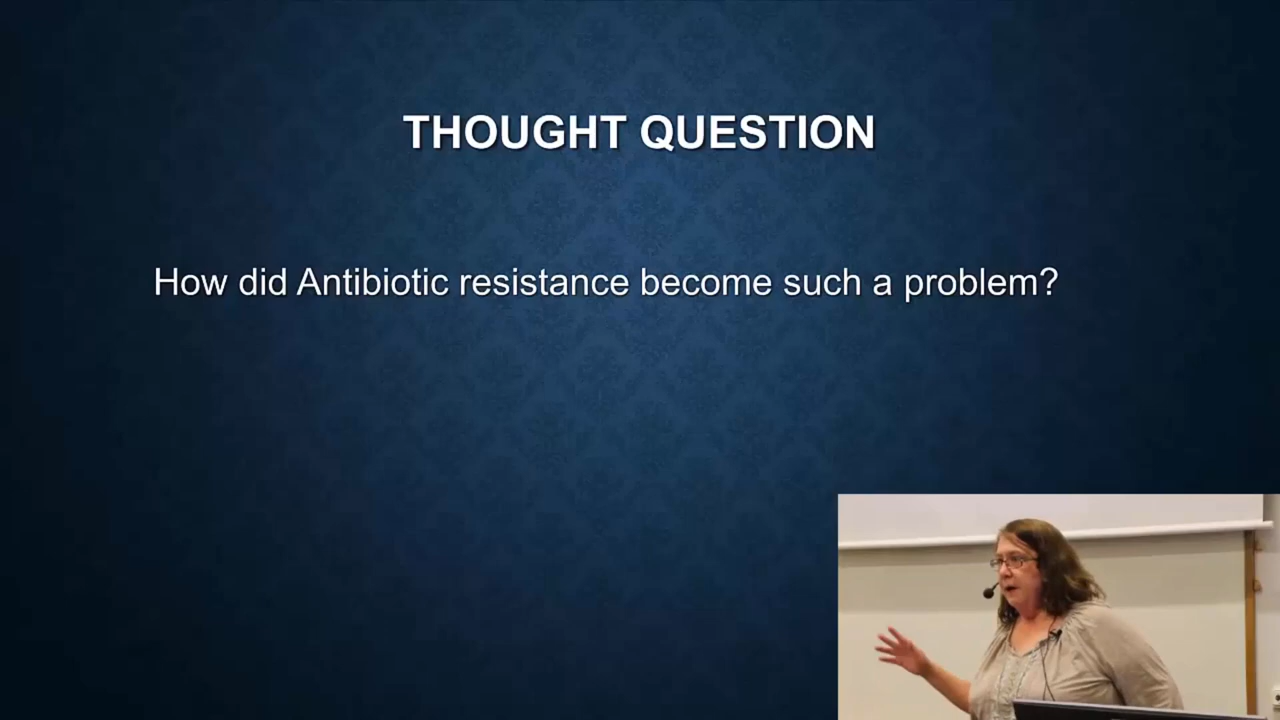 THOUGHT QUESTION
How did Antibiotic resistance become such a problem?